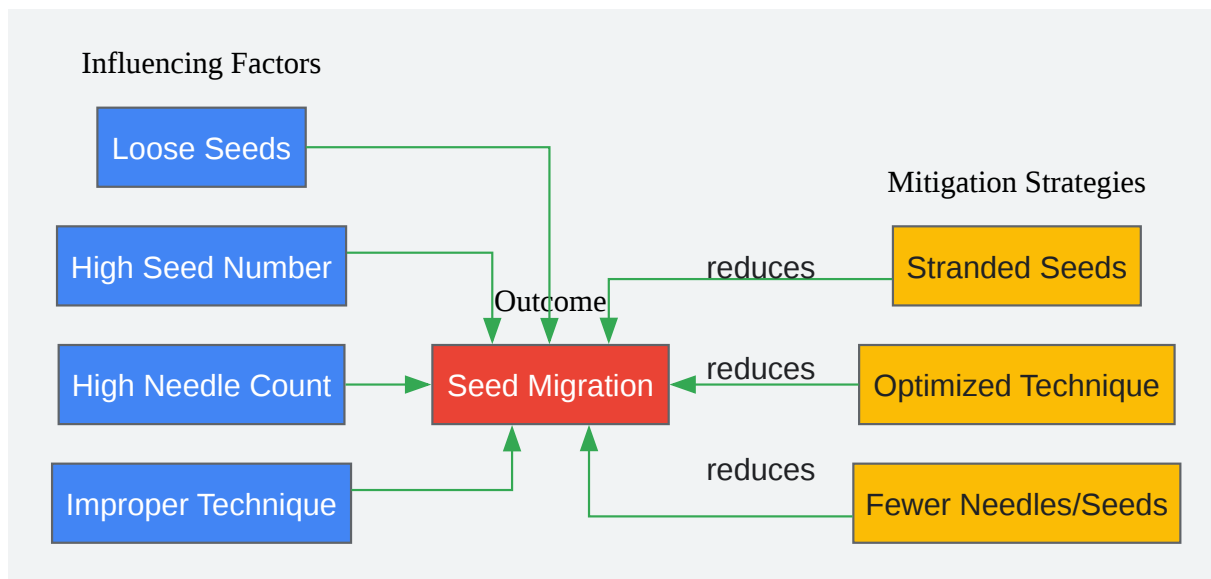 Influencing Factors
Loose Seeds
High Seed Number
High Needle Count
Improper Technique
Outcome
Seed Migration
reduces
reduces
reduces
Mitigation Strategies
Stranded Seeds
Optimized Technique
Fewer Needles/Seeds